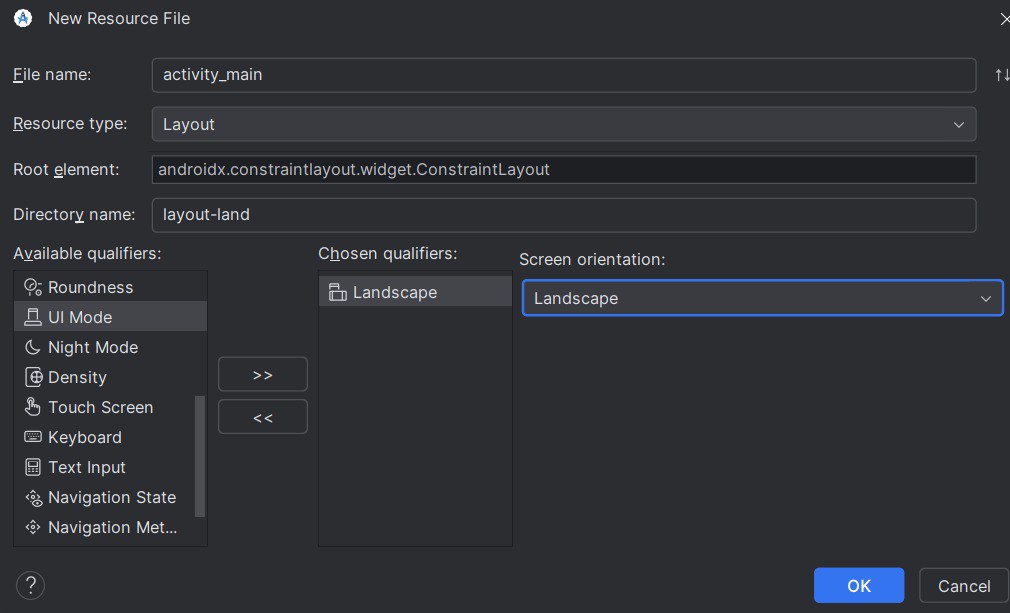 New Resource File
File name: activity_main
Resource type: Layout
Root element: androidx.constraintlayout.widget.ConstraintLayout
Directory name: layout-land
Available qualifiers:
Roundness
UI Mode
Night Mode
Density
Touch Screen
Keyboard
Text Input
Navigation State
Navigation Met...
>>
<<
Chosen qualifiers:
Landscape
Screen orientation:
Landscape
?
OK
Cancel